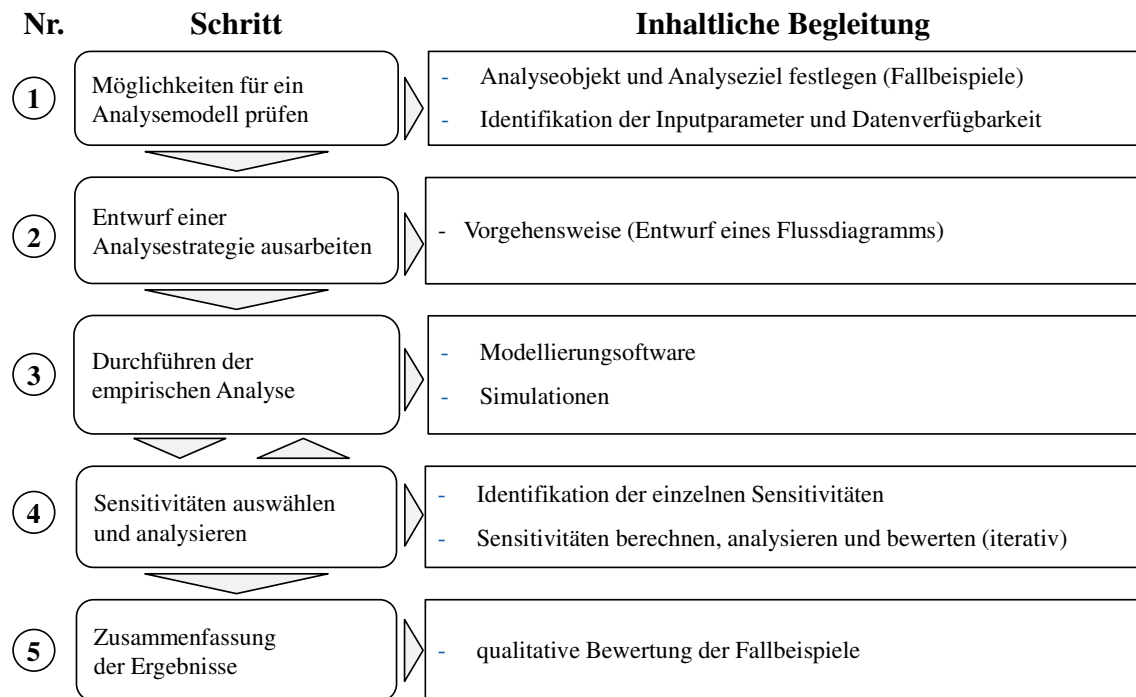 Nr. Schritt Inhaltliche Begleitung
1
Möglichkeiten für ein
Analysemodell prüfen
- Analyseobjekt und Analyseziel festlegen (Fallbeispiele)
- Identifikation der Inputparameter und Datenverfügbarkeit
2
Entwurf einer
Analysestrategie ausarbeiten
- Vorgehensweise (Entwurf eines Flussdiagramms)
3
Durchführen der
empirischen Analyse
- Modellierungsoftware
- Simulationen
4
Sensitivitäten auswählen
und analysieren
- Identifikation der einzelnen Sensitivitäten
- Sensitivitäten berechnen, analysieren und bewerten (iterativ)
5
Zusammenfassung
der Ergebnisse
- qualitative Bewertung der Fallbeispiele